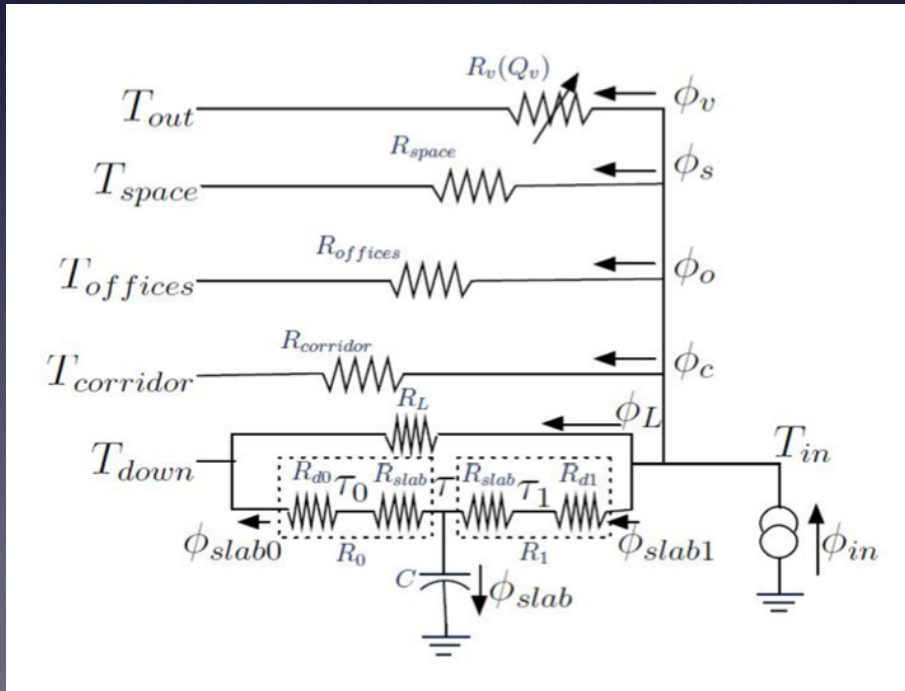 R_v(Q_v)
T_out ϕ_v
R_space
T_space ϕ_s
R_offices
T_offices ϕ_o
R_corridor
T_corridor ϕ_c
R_L ϕ_L
T_down T_in
R_d0 τ_0 R_slab τ R_slab τ_1 R_d1
ϕ_slab0 R_0 R_1 ϕ_slab1 ϕ_in
C ϕ_slab